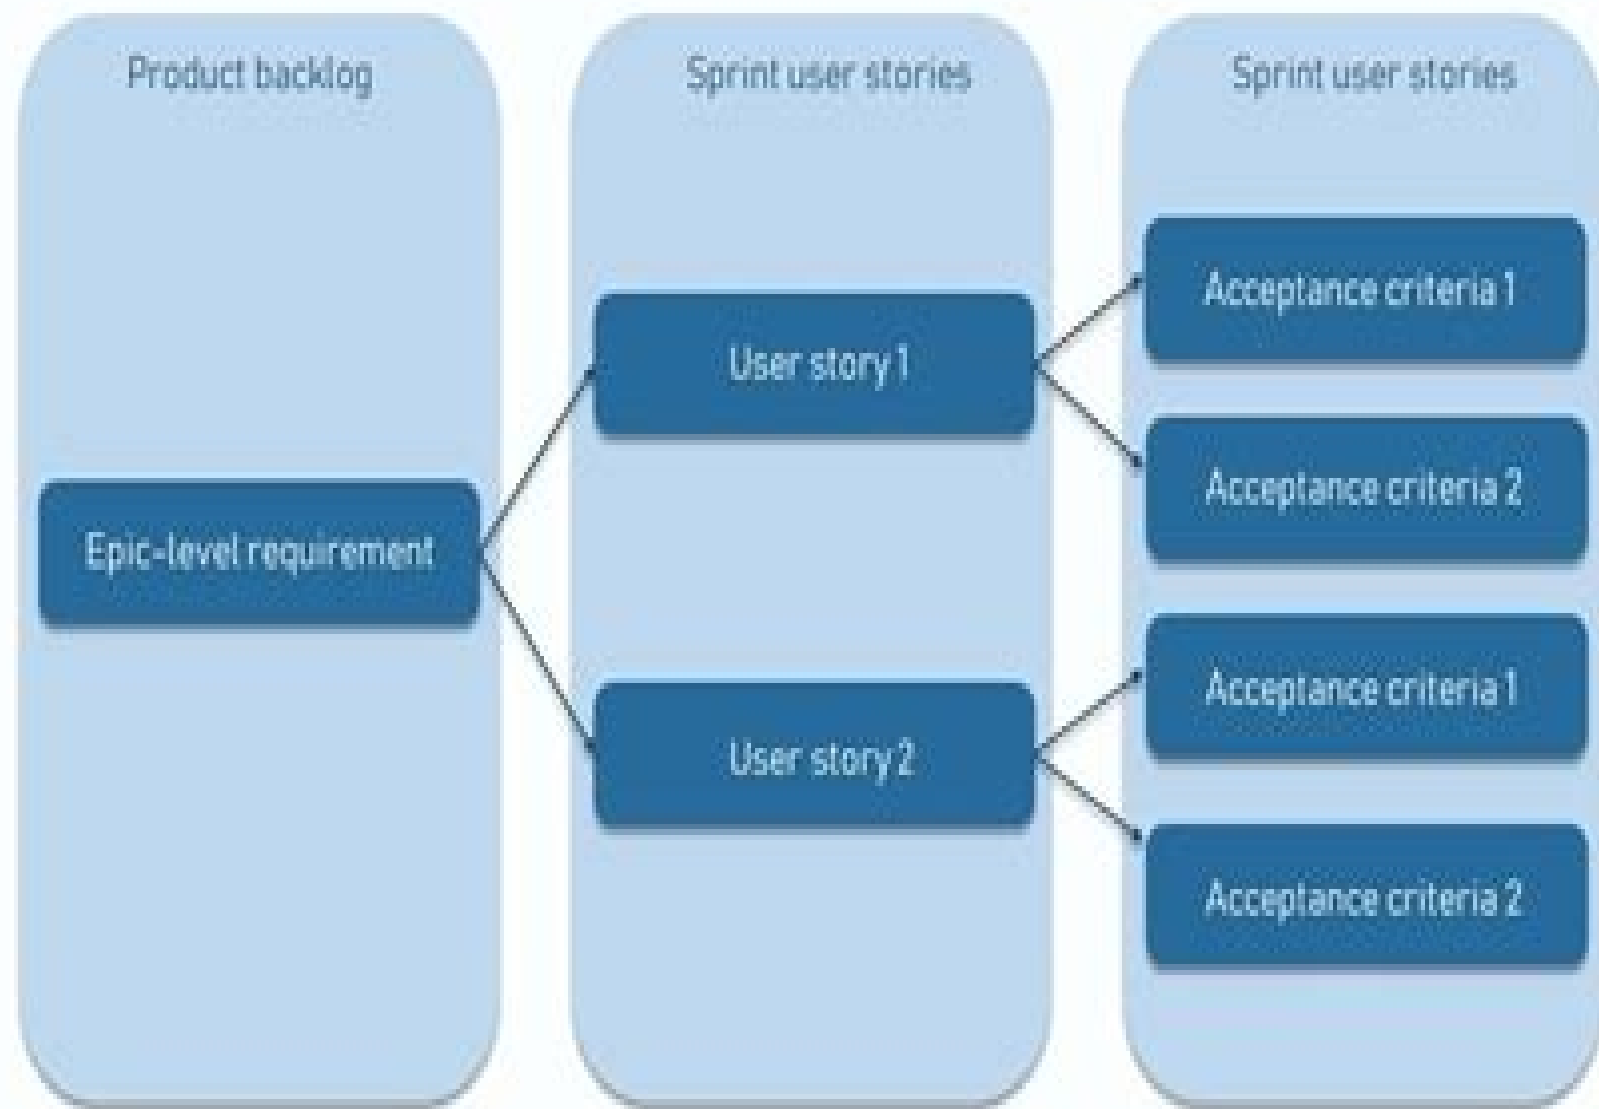 Product backlog
Sprint user stories
Sprint user stories
Epic-level requirement
User story 1
User story 2
Acceptance criteria 1
Acceptance criteria 2
Acceptance criteria 1
Acceptance criteria 2